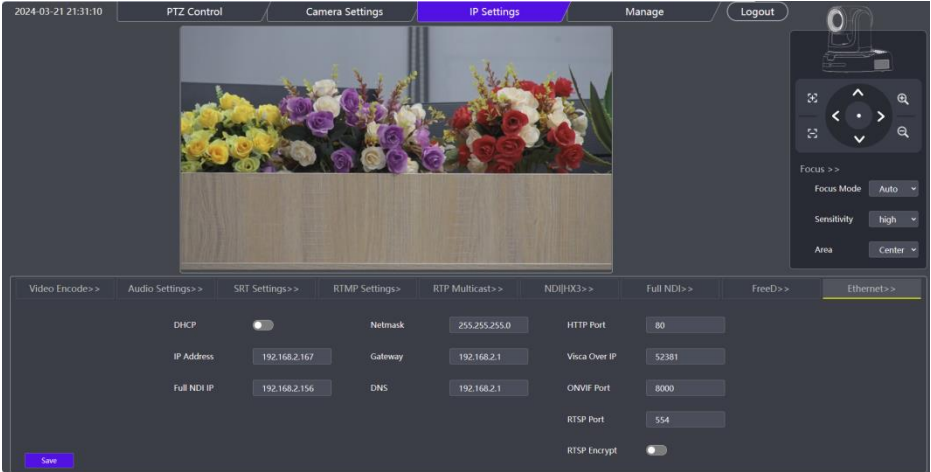 2024-03-21 21:31:10 PTZ Control Camera Settings IP Settings Manage Logout
Focus >>
Focus Mode Auto
Sensitivity high
Area Center
Video Encode>> Audio Settings>> SRT Settings>> RTMP Settings> RTP Multicast>> NDI|HX3>> Full NDI>> FreeD>> Ethernet>>
DHCP Netmask 255.255.255.0 HTTP Port 80
IP Address 192.168.2.167 Gateway 192.168.2.1 Visca Over IP 52381
Full NDI IP 192.168.2.156 DNS 192.168.2.1 ONVIF Port 8000
RTSP Port 554
RTSP Encrypt
Save